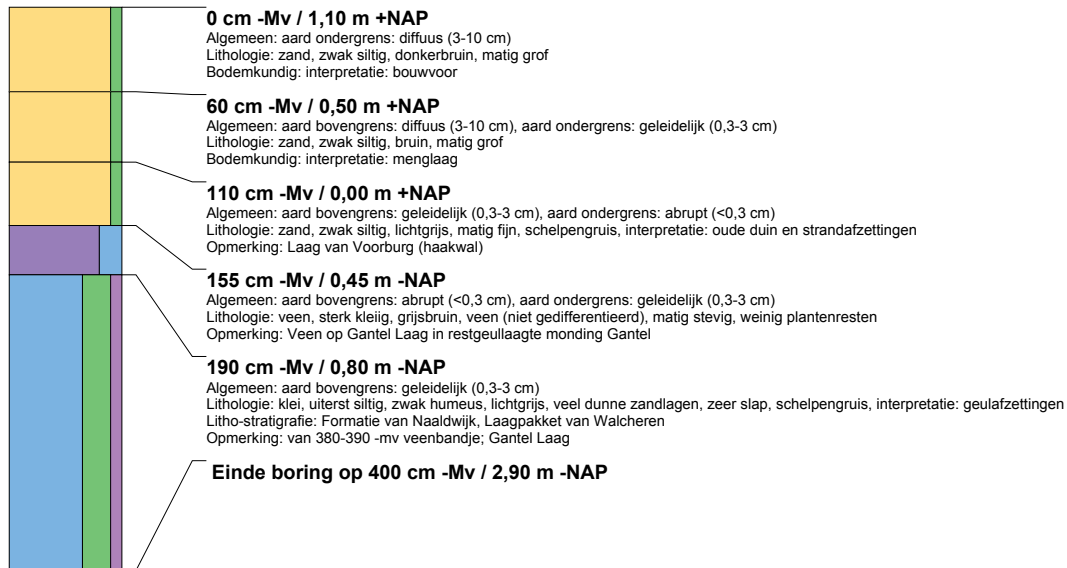 0 cm -Mv / 1,10 m +NAP
Algemeen: aard ondergrens: diffuus (3-10 cm)
Lithologie: zand, zwak siltig, donkerbruin, matig grof
Bodemkundig: interpretatie: bouwvoor
60 cm -Mv / 0,50 m +NAP
Algemeen: aard bovengrens: diffuus (3-10 cm), aard ondergrens: geleidelijk (0,3-3 cm)
Lithologie: zand, zwak siltig, bruin, matig grof
Bodemkundig: interpretatie: menglaag
110 cm -Mv / 0,00 m +NAP
Algemeen: aard bovengrens: geleidelijk (0,3-3 cm), aard ondergrens: abrupt (<0,3 cm)
Lithologie: zand, zwak siltig, lichtgrijs, matig fijn, schelpengruis, interpretatie: oude duin en strandafzettingen
Opmerking: Laag van Voorburg (haakwal)
155 cm -Mv / 0,45 m -NAP
Algemeen: aard bovengrens: abrupt (<0,3 cm), aard ondergrens: geleidelijk (0,3-3 cm)
Lithologie: veen, sterk kleiig, grijsbruin, veen (niet gedifferentieerd), matig stevig, weinig plantenresten
Opmerking: Veen op Gantel Laag in restgeullaagte monding Gantel
190 cm -Mv / 0,80 m -NAP
Algemeen: aard bovengrens: geleidelijk (0,3-3 cm)
Lithologie: klei, uiterst siltig, zwak humeus, lichtgrijs, veel dunne zandlagen, zeer slap, schelpengruis, interpretatie: geulafzettingen
Litho-stratigrafie: Formatie van Naaldwijk, Laagpakket van Walcheren
Opmerking: van 380-390 -mv veenbandje; Gantel Laag
Einde boring op 400 cm -Mv / 2,90 m -NAP